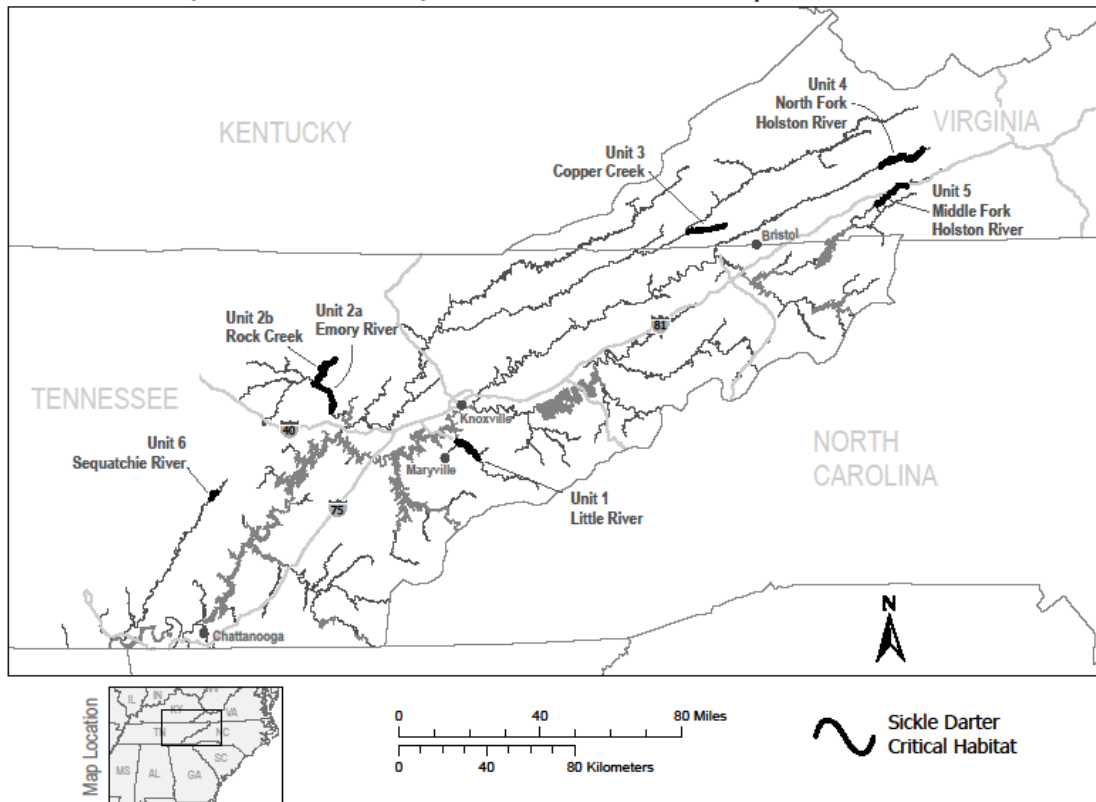 KENTUCKY
Unit 4
North Fork
Holston River
VIRGINIA
Unit 3
Copper Creek
Unit 5
Middle Fork
Holston River
Bristol
Unit 2b
Rock Creek
Unit 2a
Emory River
81
TENNESSEE
Knoxville
40
Maryville
NORTH
CAROLINA
Unit 6
Sequatchie River
Unit 1
Little River
75
Chattanooga
N
Map Location
IL
IN
KY
VA
TN
NC
SC
MS
AL
GA
0 40 80 Miles
0 40 80 Kilometers
Sickle Darter
Critical Habitat